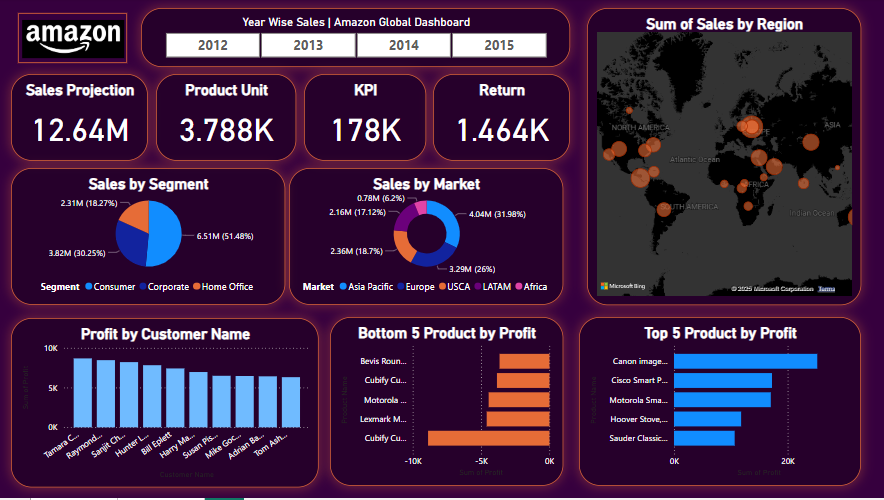 amazon
Year Wise Sales | Amazon Global Dashboard
2012
2013
2014
2015
Sales Projection
12.64M
Product Unit
3.788K
KPI
178K
Return
1.464K
Sum of Sales by Region
NORTH AMERICA
ASIA
Atlantic Ocean
AFRICA
SOUTH AMERICA
Indian Ocean
Microsoft Bing
© 2025 Microsoft Corporation Terms
Sales by Segment
2.31M (18.27%)
6.51M (51.48%)
3.82M (30.25%)
Segment Consumer Corporate Home Office
Sales by Market
0.78M (6.2%)
2.16M (17.12%)
4.04M (31.98%)
2.36M (18.7%)
3.29M (26%)
Market Asia Pacific Europe USCA LATAM Africa
Profit by Customer Name
10K
5K
0K
Sum of Profit
Tamara C...
Raymond...
Sanjit Ch...
Hunter L...
Bill Eplett
Harry Ma...
Susan Pis...
Mike Goc...
Adrian Ba...
Tom Ash...
Customer Name
Bottom 5 Product by Profit
Product Name
Bevis Roun...
Cubify Cu...
Motorola ...
Lexmark M...
Cubify Cu...
-10K
-5K
0K
Sum of Profit
Top 5 Product by Profit
Product Name
Canon image...
Cisco Smart P...
Motorola Sma...
Hoover Stove,...
Sauder Classic...
0K
20K
Sum of Profit